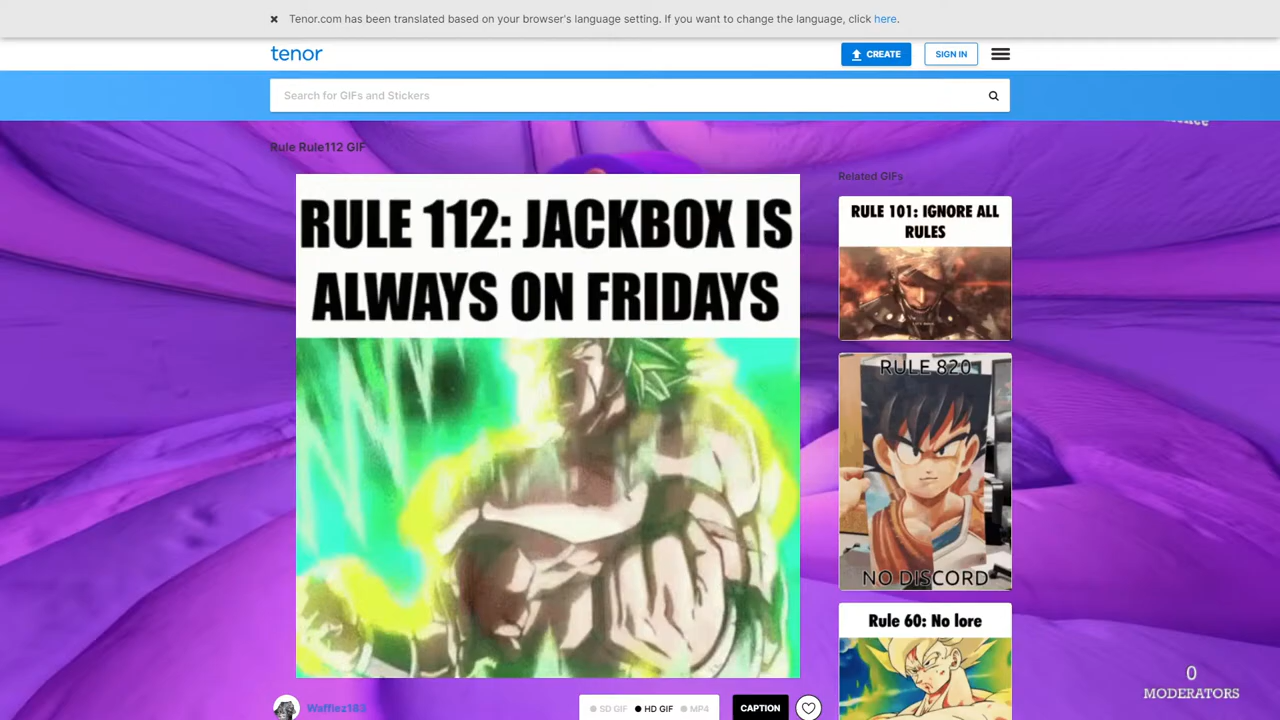 Tenor.com has been translated based on your browser's language setting. If you want to change the language, click here.
tenor
CREATE
SIGN IN
Search for GIFs and Stickers
Rule Rule112 GIF
RULE 112: JACKBOX IS
ALWAYS ON FRIDAYS
Waffiez183
SD GIF
HD GIF
MP4
CAPTION
Related GIFs
RULE 101: IGNORE ALL
RULES
RULE 820
NO DISCORD
Rule 60: No lore
0
MODERATORS